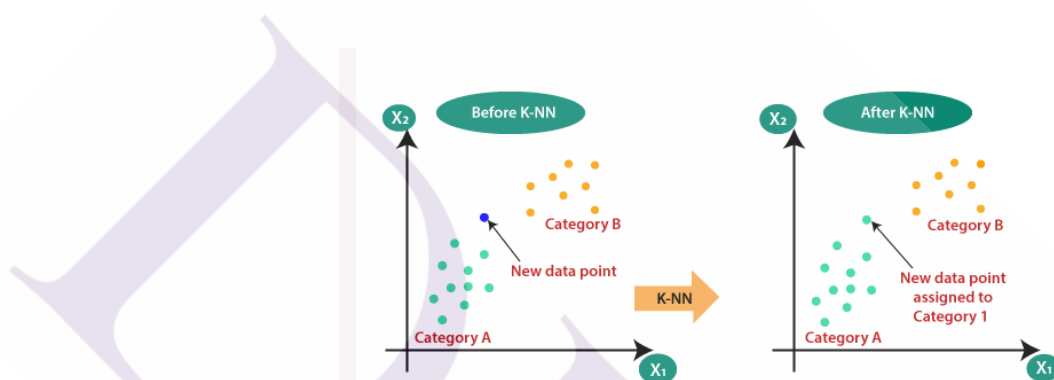 X₂
Before K-NN
Category B
New data point
Category A
X₁
K-NN
X₂
After K-NN
Category B
New data point
assigned to
Category 1
Category A
X₁